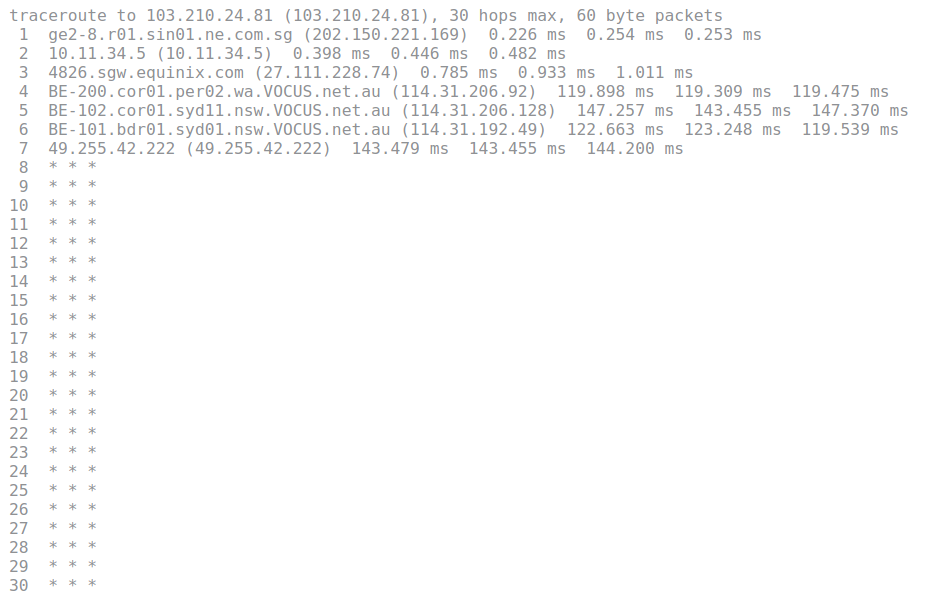 traceroute to 103.210.24.81 (103.210.24.81), 30 hops max, 60 byte packets
 1  ge2-8.r01.sin01.ne.com.sg (202.150.221.169)  0.226 ms  0.254 ms  0.253 ms
 2  10.11.34.5 (10.11.34.5)  0.398 ms  0.446 ms  0.482 ms
 3  4826.sgw.equinix.com (27.111.228.74)  0.785 ms  0.933 ms  1.011 ms
 4  BE-200.cor01.per02.wa.VOCUS.net.au (114.31.206.92)  119.898 ms  119.309 ms  119.475 ms
 5  BE-102.cor01.syd11.nsw.VOCUS.net.au (114.31.206.128)  147.257 ms  143.455 ms  147.370 ms
 6  BE-101.bdr01.syd01.nsw.VOCUS.net.au (114.31.192.49)  122.663 ms  123.248 ms  119.539 ms
 7  49.255.42.222 (49.255.42.222)  143.479 ms  143.455 ms  144.200 ms
 8  * * *
 9  * * *
10  * * *
11  * * *
12  * * *
13  * * *
14  * * *
15  * * *
16  * * *
17  * * *
18  * * *
19  * * *
20  * * *
21  * * *
22  * * *
23  * * *
24  * * *
25  * * *
26  * * *
27  * * *
28  * * *
29  * * *
30  * * *